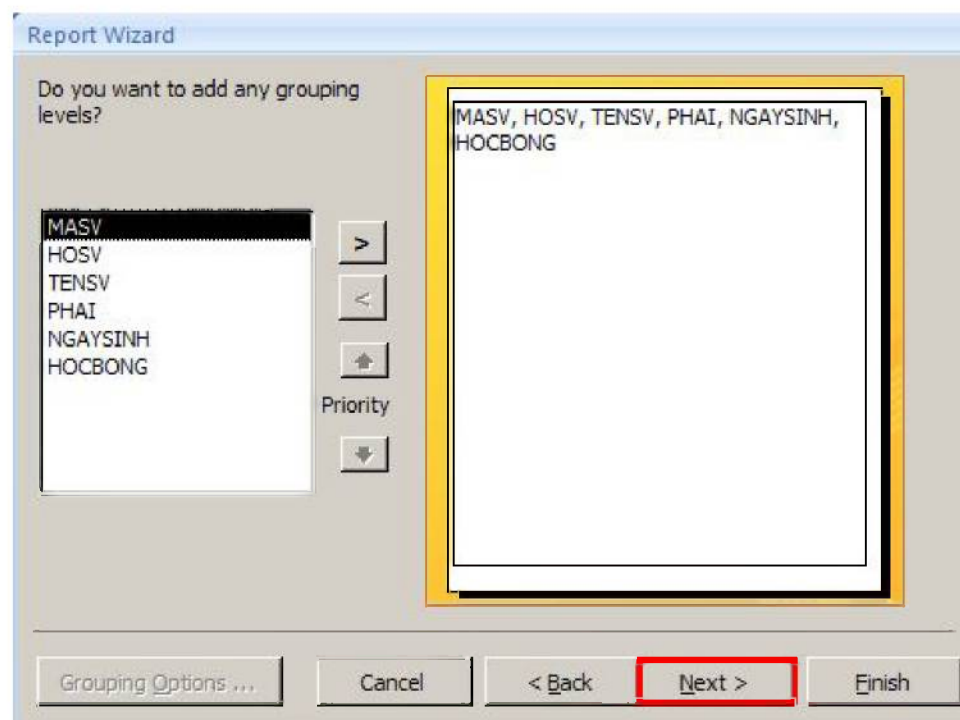 Report Wizard
Do you want to add any grouping
levels?
MASV
HOSV
TENSV
PHAI
NGAYSINH
HOCBONG
>
<
Priority
MASV, HOSV, TENSV, PHAI, NGAYSINH,
HOCBONG
Grouping Options ...
Cancel
< Back
Next >
Finish